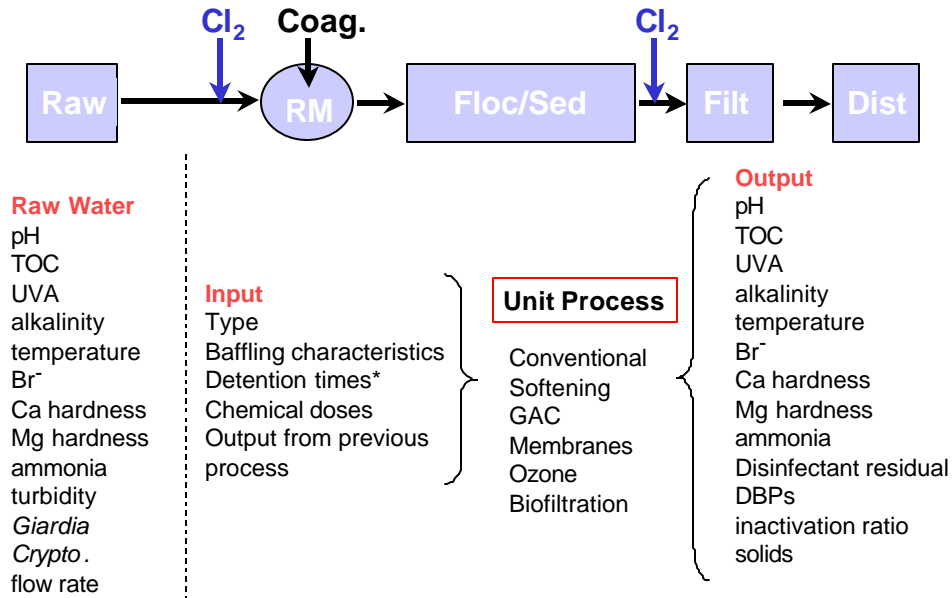 Cl₂ Coag. Cl₂
Raw RM Floc/Sed Filt Dist
Raw Water
pH
TOC
UVA
alkalinity
temperature
Br⁻
Ca hardness
Mg hardness
ammonia
turbidity
Giardia
Crypto.
flow rate
Input
Type
Baffling characteristics
Detention times*
Chemical doses
Output from previous
process
Unit Process
Conventional
Softening
GAC
Membranes
Ozone
Biofiltration
Output
pH
TOC
UVA
alkalinity
temperature
Br⁻
Ca hardness
Mg hardness
ammonia
Disinfectant residual
DBPs
inactivation ratio
solids